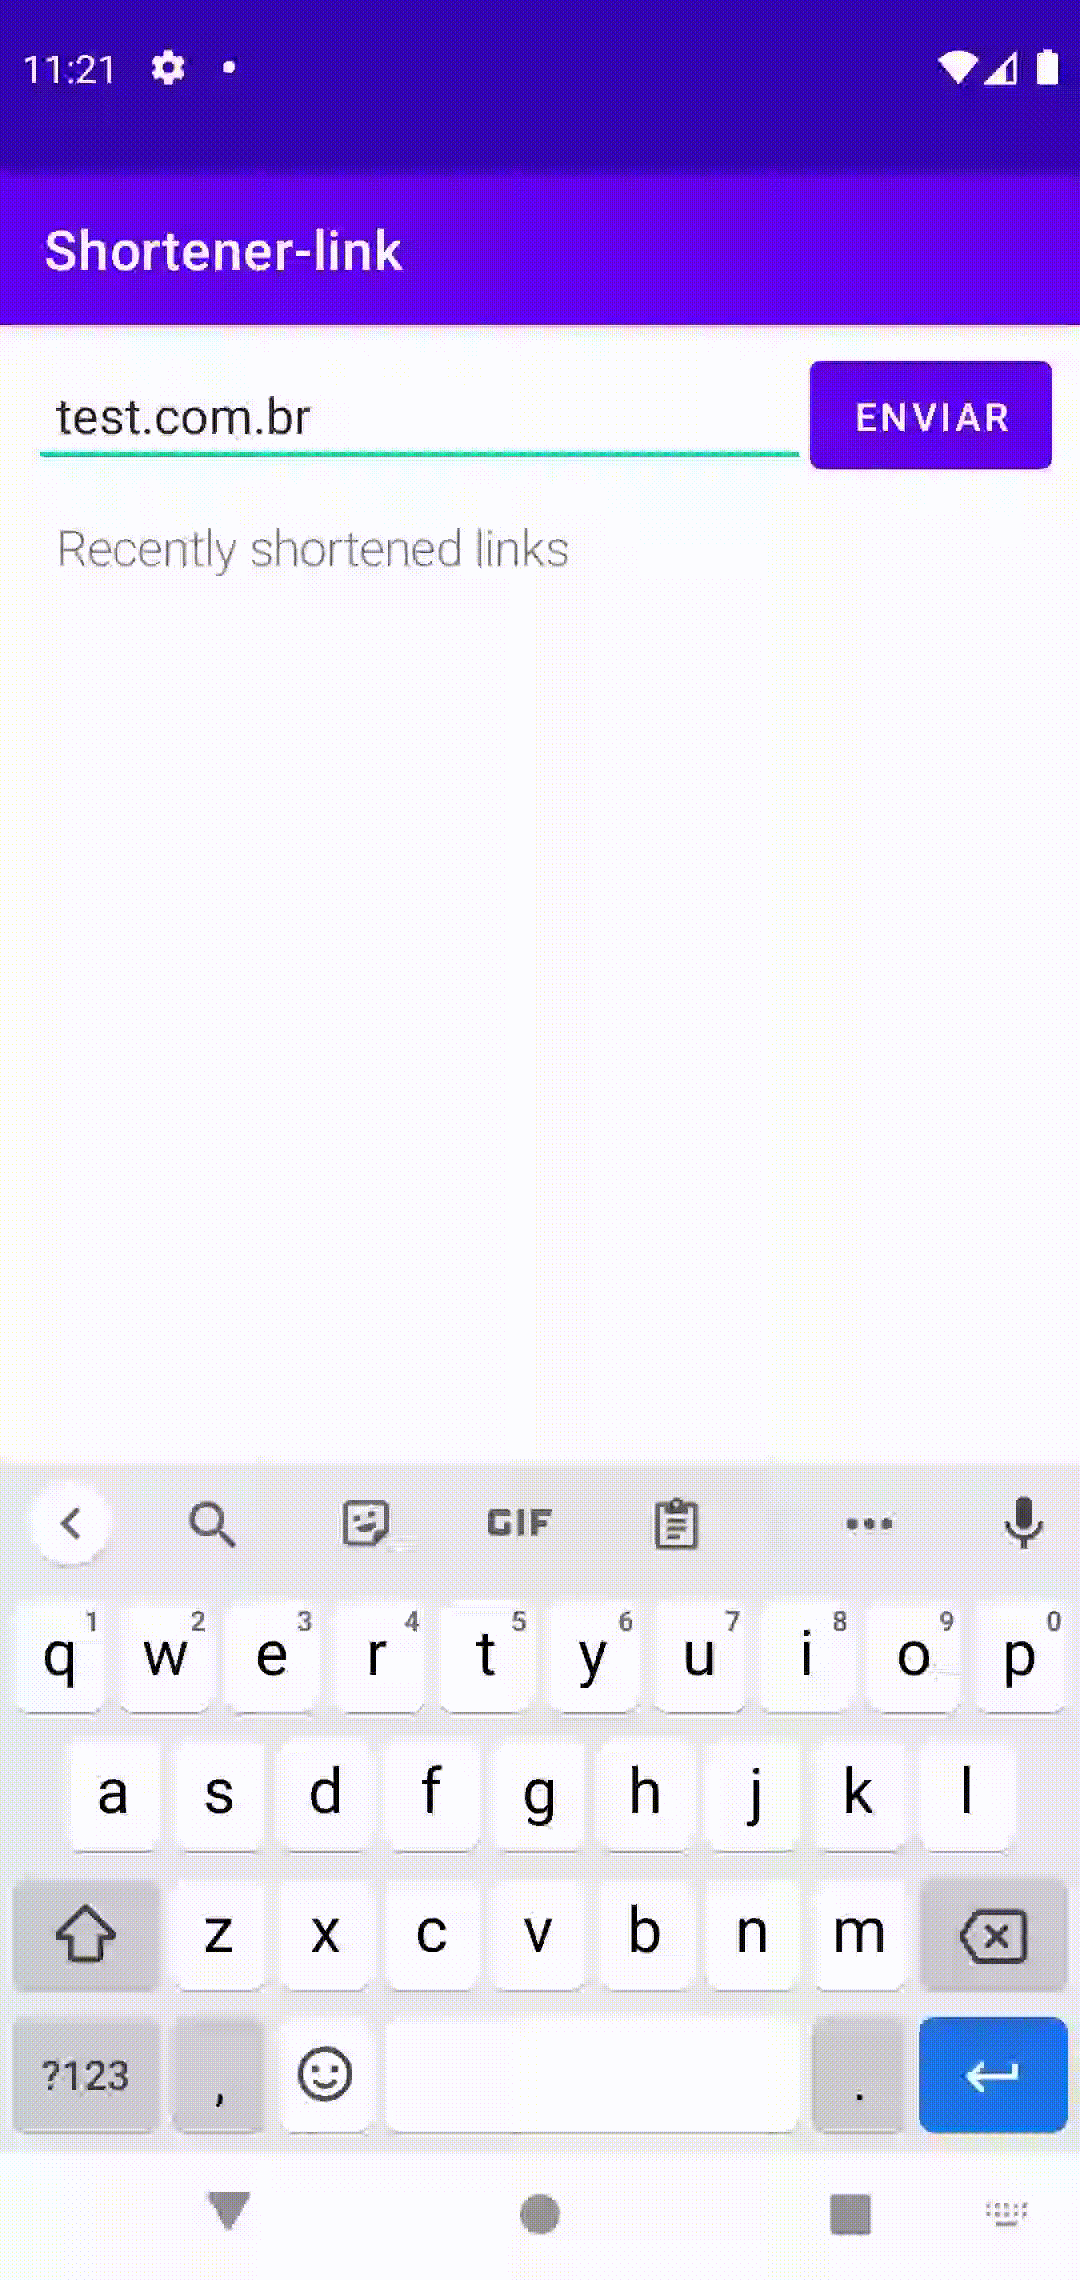 11:21
Shortener-link
test.com.br
ENVIAR
Recently shortened links
GIF
1 2 3 4 5 6 7 8 9 0
q w e r t y u i o p
a s d f g h j k l
z x c v b n m
?123 , .